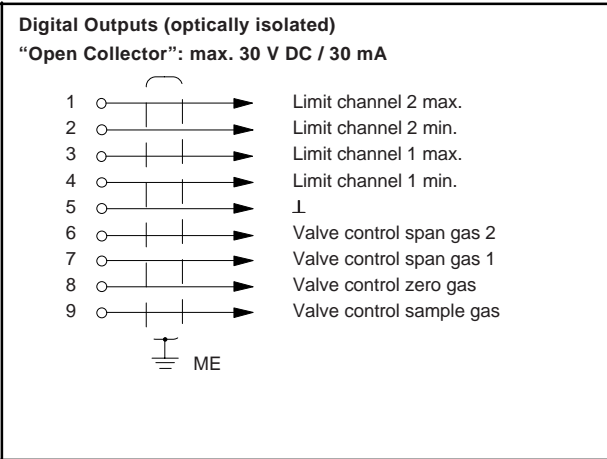 Digital Outputs (optically isolated)
“Open Collector”: max. 30 V DC / 30 mA
1 Limit channel 2 max.
2 Limit channel 2 min.
3 Limit channel 1 max.
4 Limit channel 1 min.
5 ⊥
6 Valve control span gas 2
7 Valve control span gas 1
8 Valve control zero gas
9 Valve control sample gas
ME